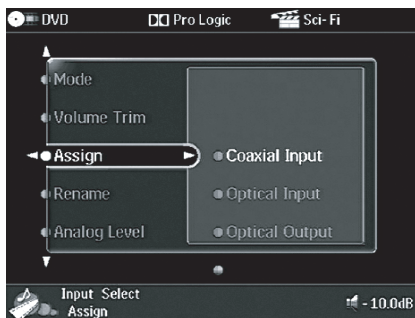 DVD Pro Logic Sci-Fi
Mode
Volume Trim
Assign Coaxial Input
Rename Optical Input
Analog Level Optical Output
Input Select
Assign -10.0dB